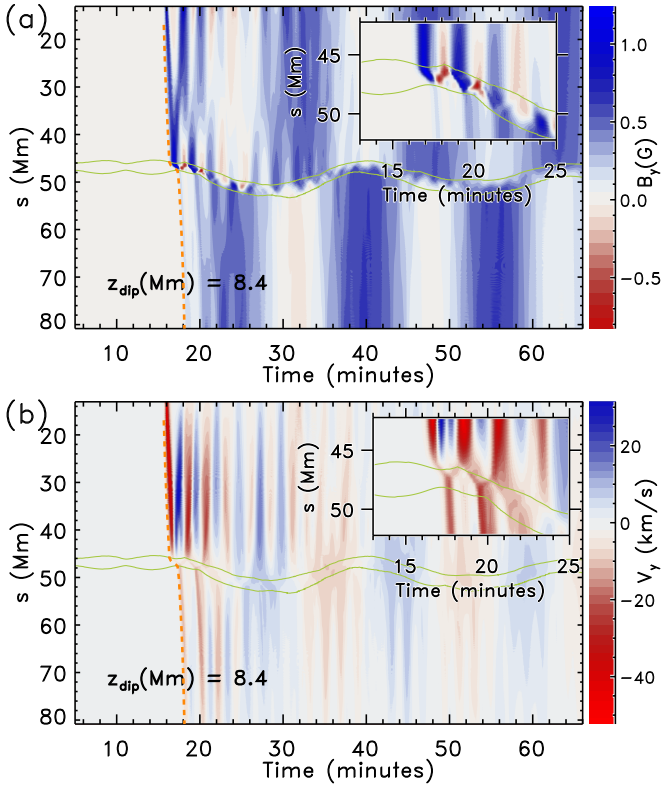 (a)
20
30
40
50
60
70
80
s (Mm)
45
50
s (Mm)
15 20 25
Time (minutes)
z_dip(Mm) = 8.4
10 20 30 40 50 60
Time (minutes)
1.0
0.5
0.0
−0.5
B_y(G)
(b)
20
30
40
50
60
70
80
s (Mm)
45
50
s (Mm)
15 20 25
Time (minutes)
z_dip(Mm) = 8.4
10 20 30 40 50 60
Time (minutes)
20
0
−20
−40
V_y (km/s)